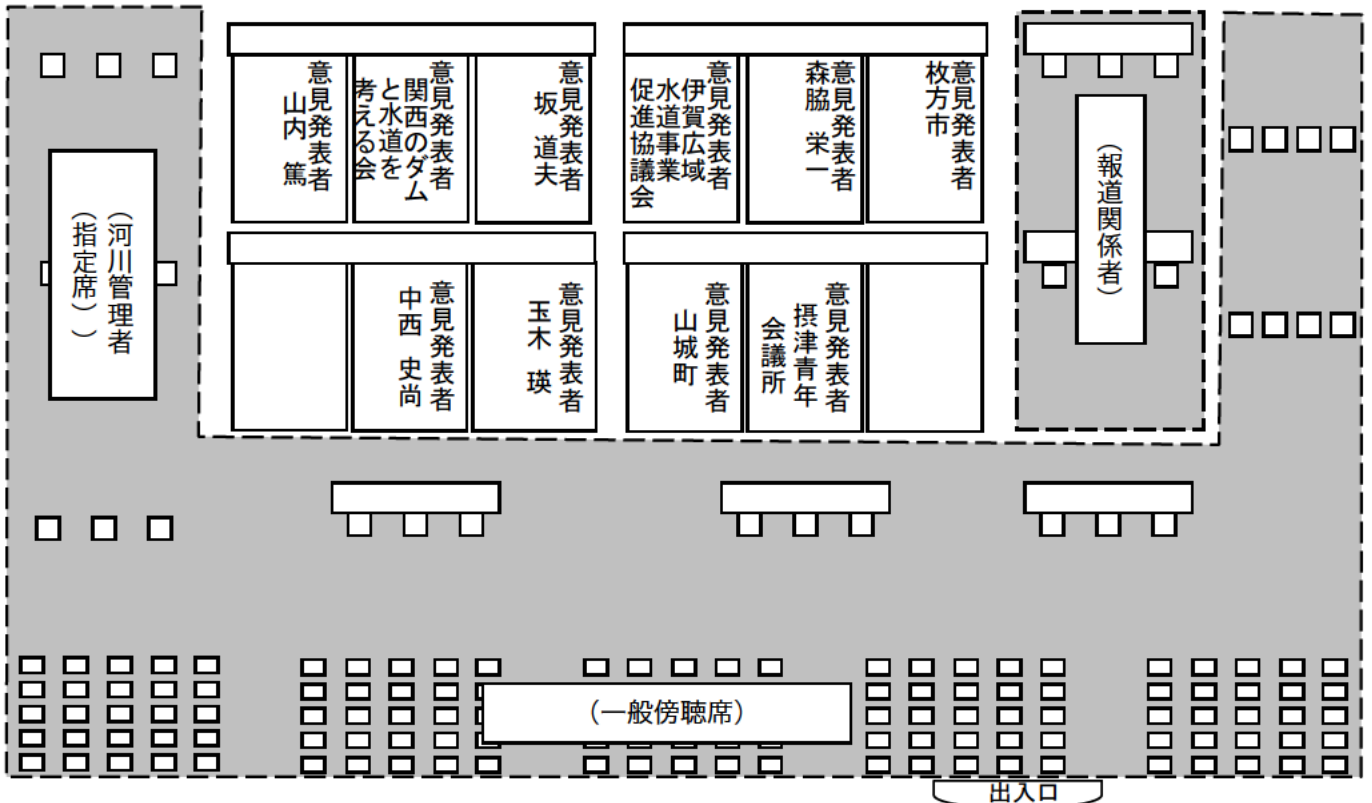 意見発表者
山内 篤
意見発表者
関西のダム
と水道を
考える会
意見発表者
坂 道夫
意見発表者
伊賀広域
水道事業
促進協議会
意見発表者
森脇 栄一
意見発表者
枚方市
(報道関係者)
(河川管理者
(指定席))
意見発表者
中西 史尚
意見発表者
玉木 瑛
意見発表者
山城町
意見発表者
摂津青年
会議所
(一般傍聴席)
出入口